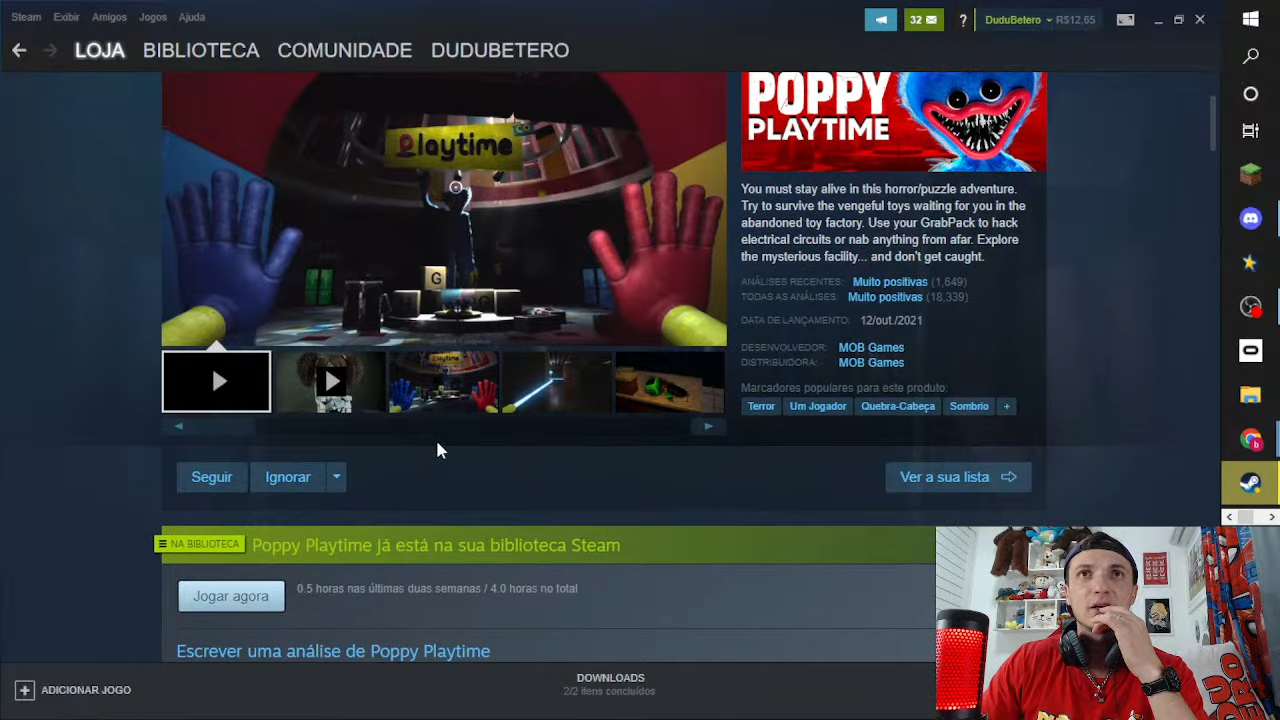 Steam Exibir Amigos Jogos Ajuda
32
?
DuduBetero
R$12,65
LOJA BIBLIOTECA COMUNIDADE DUDUBETERO
Playtime
CO
G
POPPY
PLAYTIME
You must stay alive in this horror/puzzle adventure.
Try to survive the vengeful toys waiting for you in the
abandoned toy factory. Use your GrabPack to hack
electrical circuits or nab anything from afar. Explore
the mysterious facility... and don't get caught.
ANÁLISES RECENTES: Muito positivas (1,649)
TODAS AS ANÁLISES: Muito positivas (18.339)
DATA DE LANÇAMENTO: 12/out./2021
DESENVOLVEDOR: MOB Games
DISTRIBUIDORA: MOB Games
Marcadores populares para este produto:
Terror Um Jogador Quebra-Cabeça Sombrio +
Seguir Ignorar
Ver a sua lista
NA BIBLIOTECA Poppy Playtime já está na sua biblioteca Steam
Jogar agora
0.5 horas nas últimas duas semanas / 4.0 horas no total
Escrever uma análise de Poppy Playtime
ADICIONAR JOGO
DOWNLOADS
2/2 itens concluídos